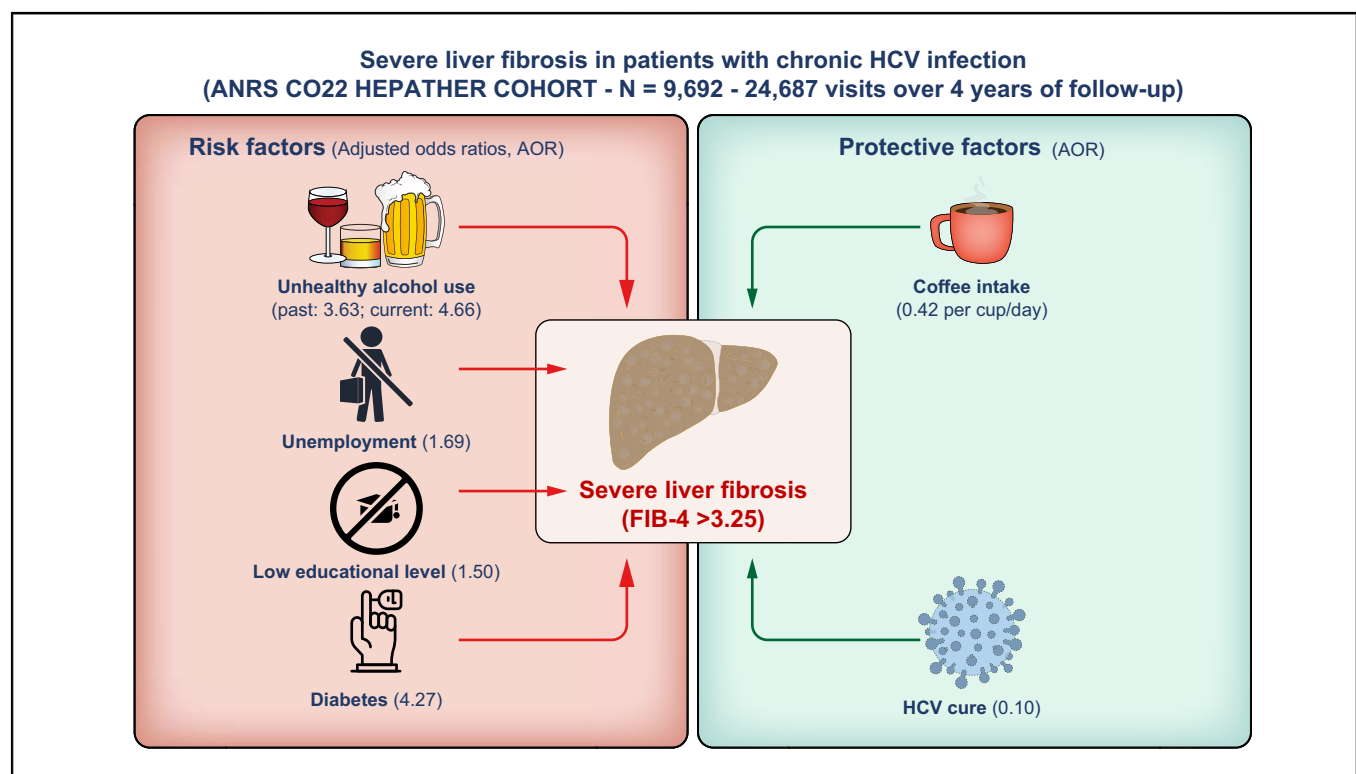 Severe liver fibrosis in patients with chronic HCV infection
(ANRS CO22 HEPATHER COHORT - N = 9,692 - 24,687 visits over 4 years of follow-up)
Risk factors (Adjusted odds ratios, AOR)
Unhealthy alcohol use
(past: 3.63; current: 4.66)
Unemployment (1.69)
Low educational level (1.50)
Diabetes (4.27)
Severe liver fibrosis
(FIB-4 >3.25)
Protective factors (AOR)
Coffee intake
(0.42 per cup/day)
HCV cure (0.10)